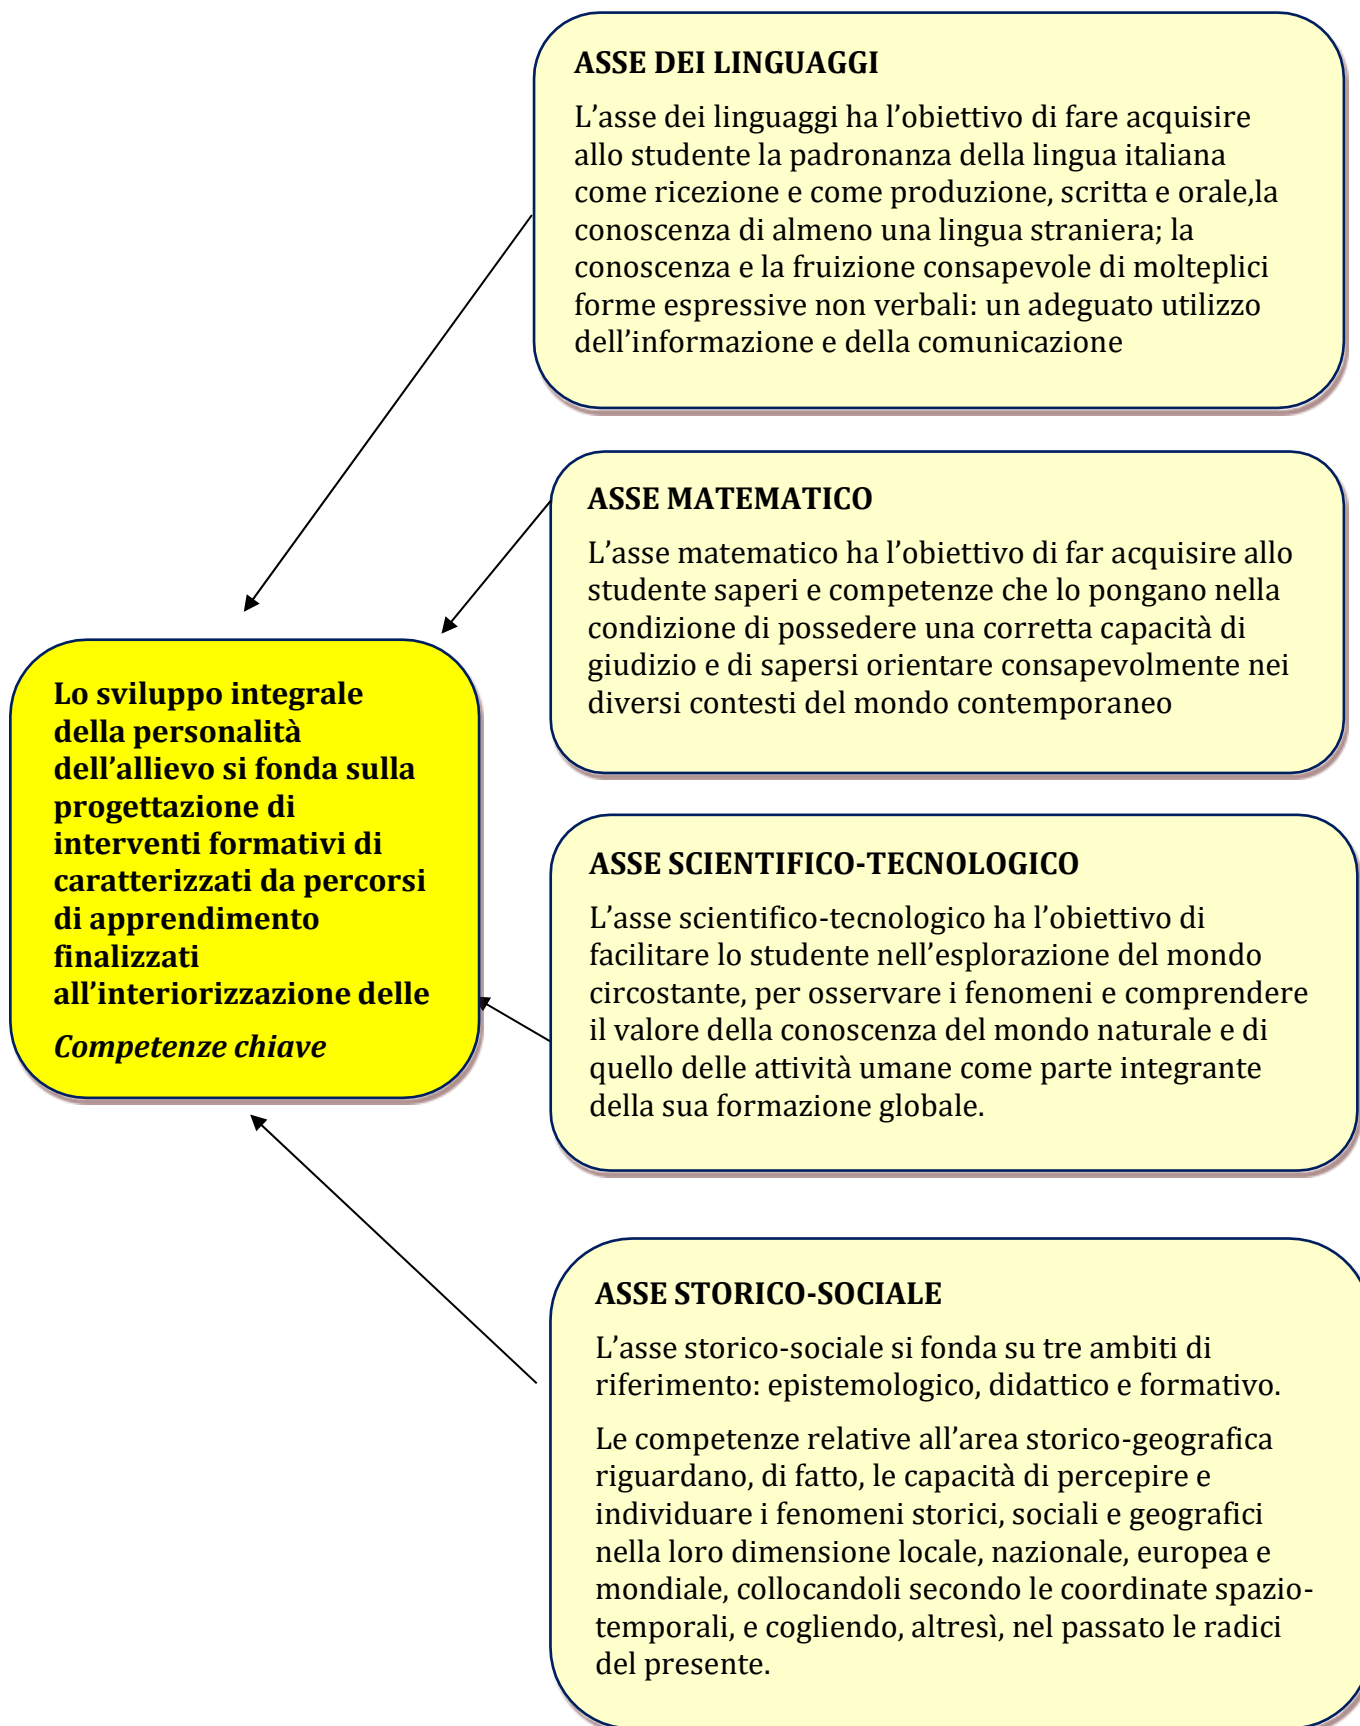 ASSE DEI LINGUAGGI
L’asse dei linguaggi ha l’obiettivo di fare acquisire
allo studente la padronanza della lingua italiana
come ricezione e come produzione, scritta e orale,la
conoscenza di almeno una lingua straniera; la
conoscenza e la fruizione consapevole di molteplici
forme espressive non verbali: un adeguato utilizzo
dell’informazione e della comunicazione
ASSE MATEMATICO
L’asse matematico ha l’obiettivo di far acquisire allo
studente saperi e competenze che lo pongano nella
condizione di possedere una corretta capacità di
giudizio e di sapersi orientare consapevolmente nei
diversi contesti del mondo contemporaneo
Lo sviluppo integrale
della personalità
dell’allievo si fonda sulla
progettazione di
interventi formativi di
caratterizzati da percorsi
di apprendimento
finalizzati
all’interiorizzazione delle
Competenze chiave
ASSE SCIENTIFICO-TECNOLOGICO
L’asse scientifico-tecnologico ha l’obiettivo di
facilitare lo studente nell’esplorazione del mondo
circostante, per osservare i fenomeni e comprendere
il valore della conoscenza del mondo naturale e di
quello delle attività umane come parte integrante
della sua formazione globale.
ASSE STORICO-SOCIALE
L’asse storico-sociale si fonda su tre ambiti di
riferimento: epistemologico, didattico e formativo.
Le competenze relative all’area storico-geografica
riguardano, di fatto, le capacità di percepire e
individuare i fenomeni storici, sociali e geografici
nella loro dimensione locale, nazionale, europea e
mondiale, collocandoli secondo le coordinate spazio-
temporali, e cogliendo, altresì, nel passato le radici
del presente.